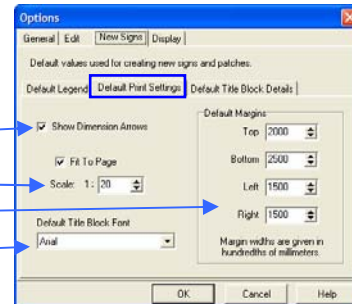 Options
General Edit New Signs Display
Default values used for creating new signs and patches.
Default Legend Default Print Settings Default Title Block Details
Show Dimension Arrows
Fit To Page
Scale: 1: 20
Default Title Block Font
Arial
Default Margins
Top 2000
Bottom 2500
Left 1500
Right 1500
Margin widths are given in
hundredths of millimeters.
OK Cancel Help